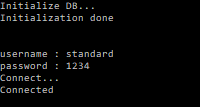 Initialize DB...
Initialization done
username : standard
password : 1234
Connect...
Connected